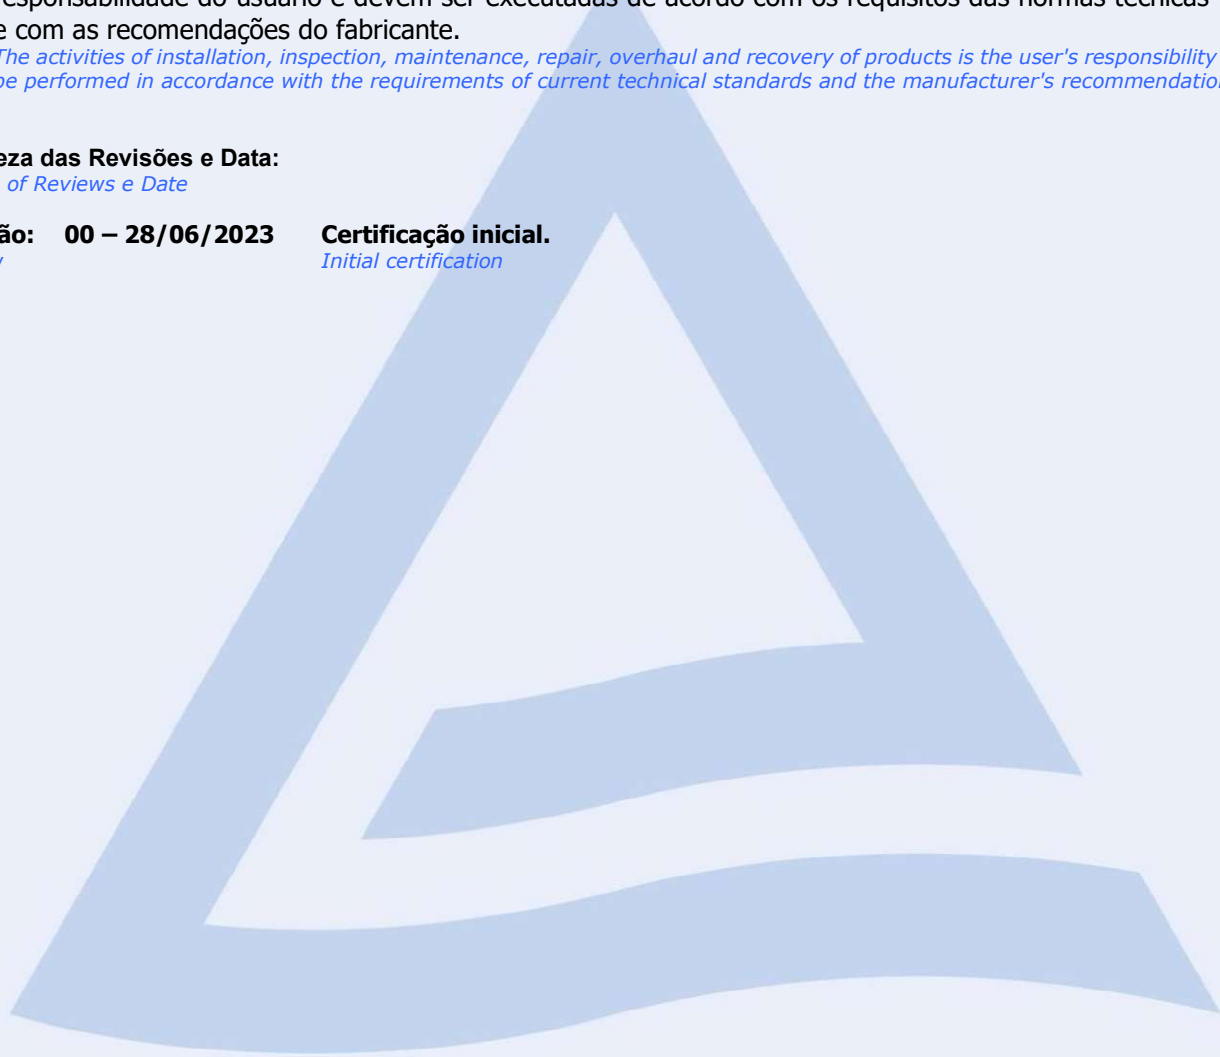 responsabilidade do usuário e devem ser executadas de acordo com os requisitos das normas técnicas
e com as recomendações do fabricante.
The activities of installation, inspection, maintenance, repair, overhaul and recovery of products is the user's responsibility
be performed in accordance with the requirements of current technical standards and the manufacturer's
eza das Revisões e Data:
of Reviews e Date
ão: 00 – 28/06/2023 Certificação inicial.
Initial certification